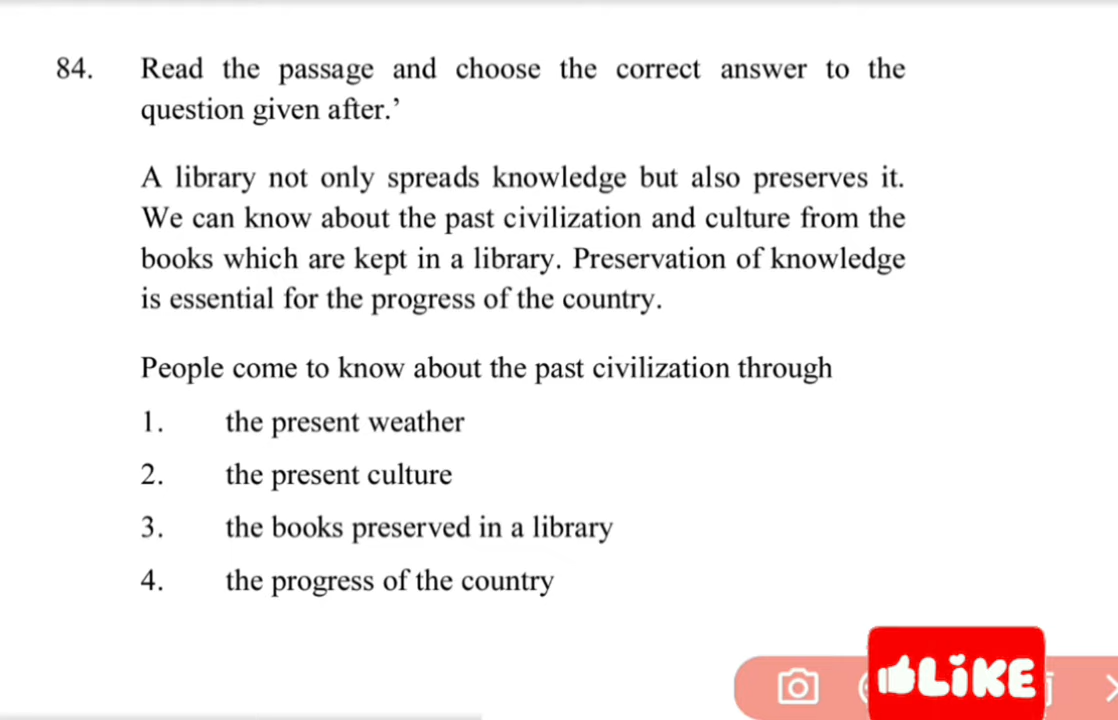 84. Read the passage and choose the correct answer to the
question given after.’
A library not only spreads knowledge but also preserves it.
We can know about the past civilization and culture from the
books which are kept in a library. Preservation of knowledge
is essential for the progress of the country.
People come to know about the past civilization through
1. the present weather
2. the present culture
3. the books preserved in a library
4. the progress of the country
LiKE